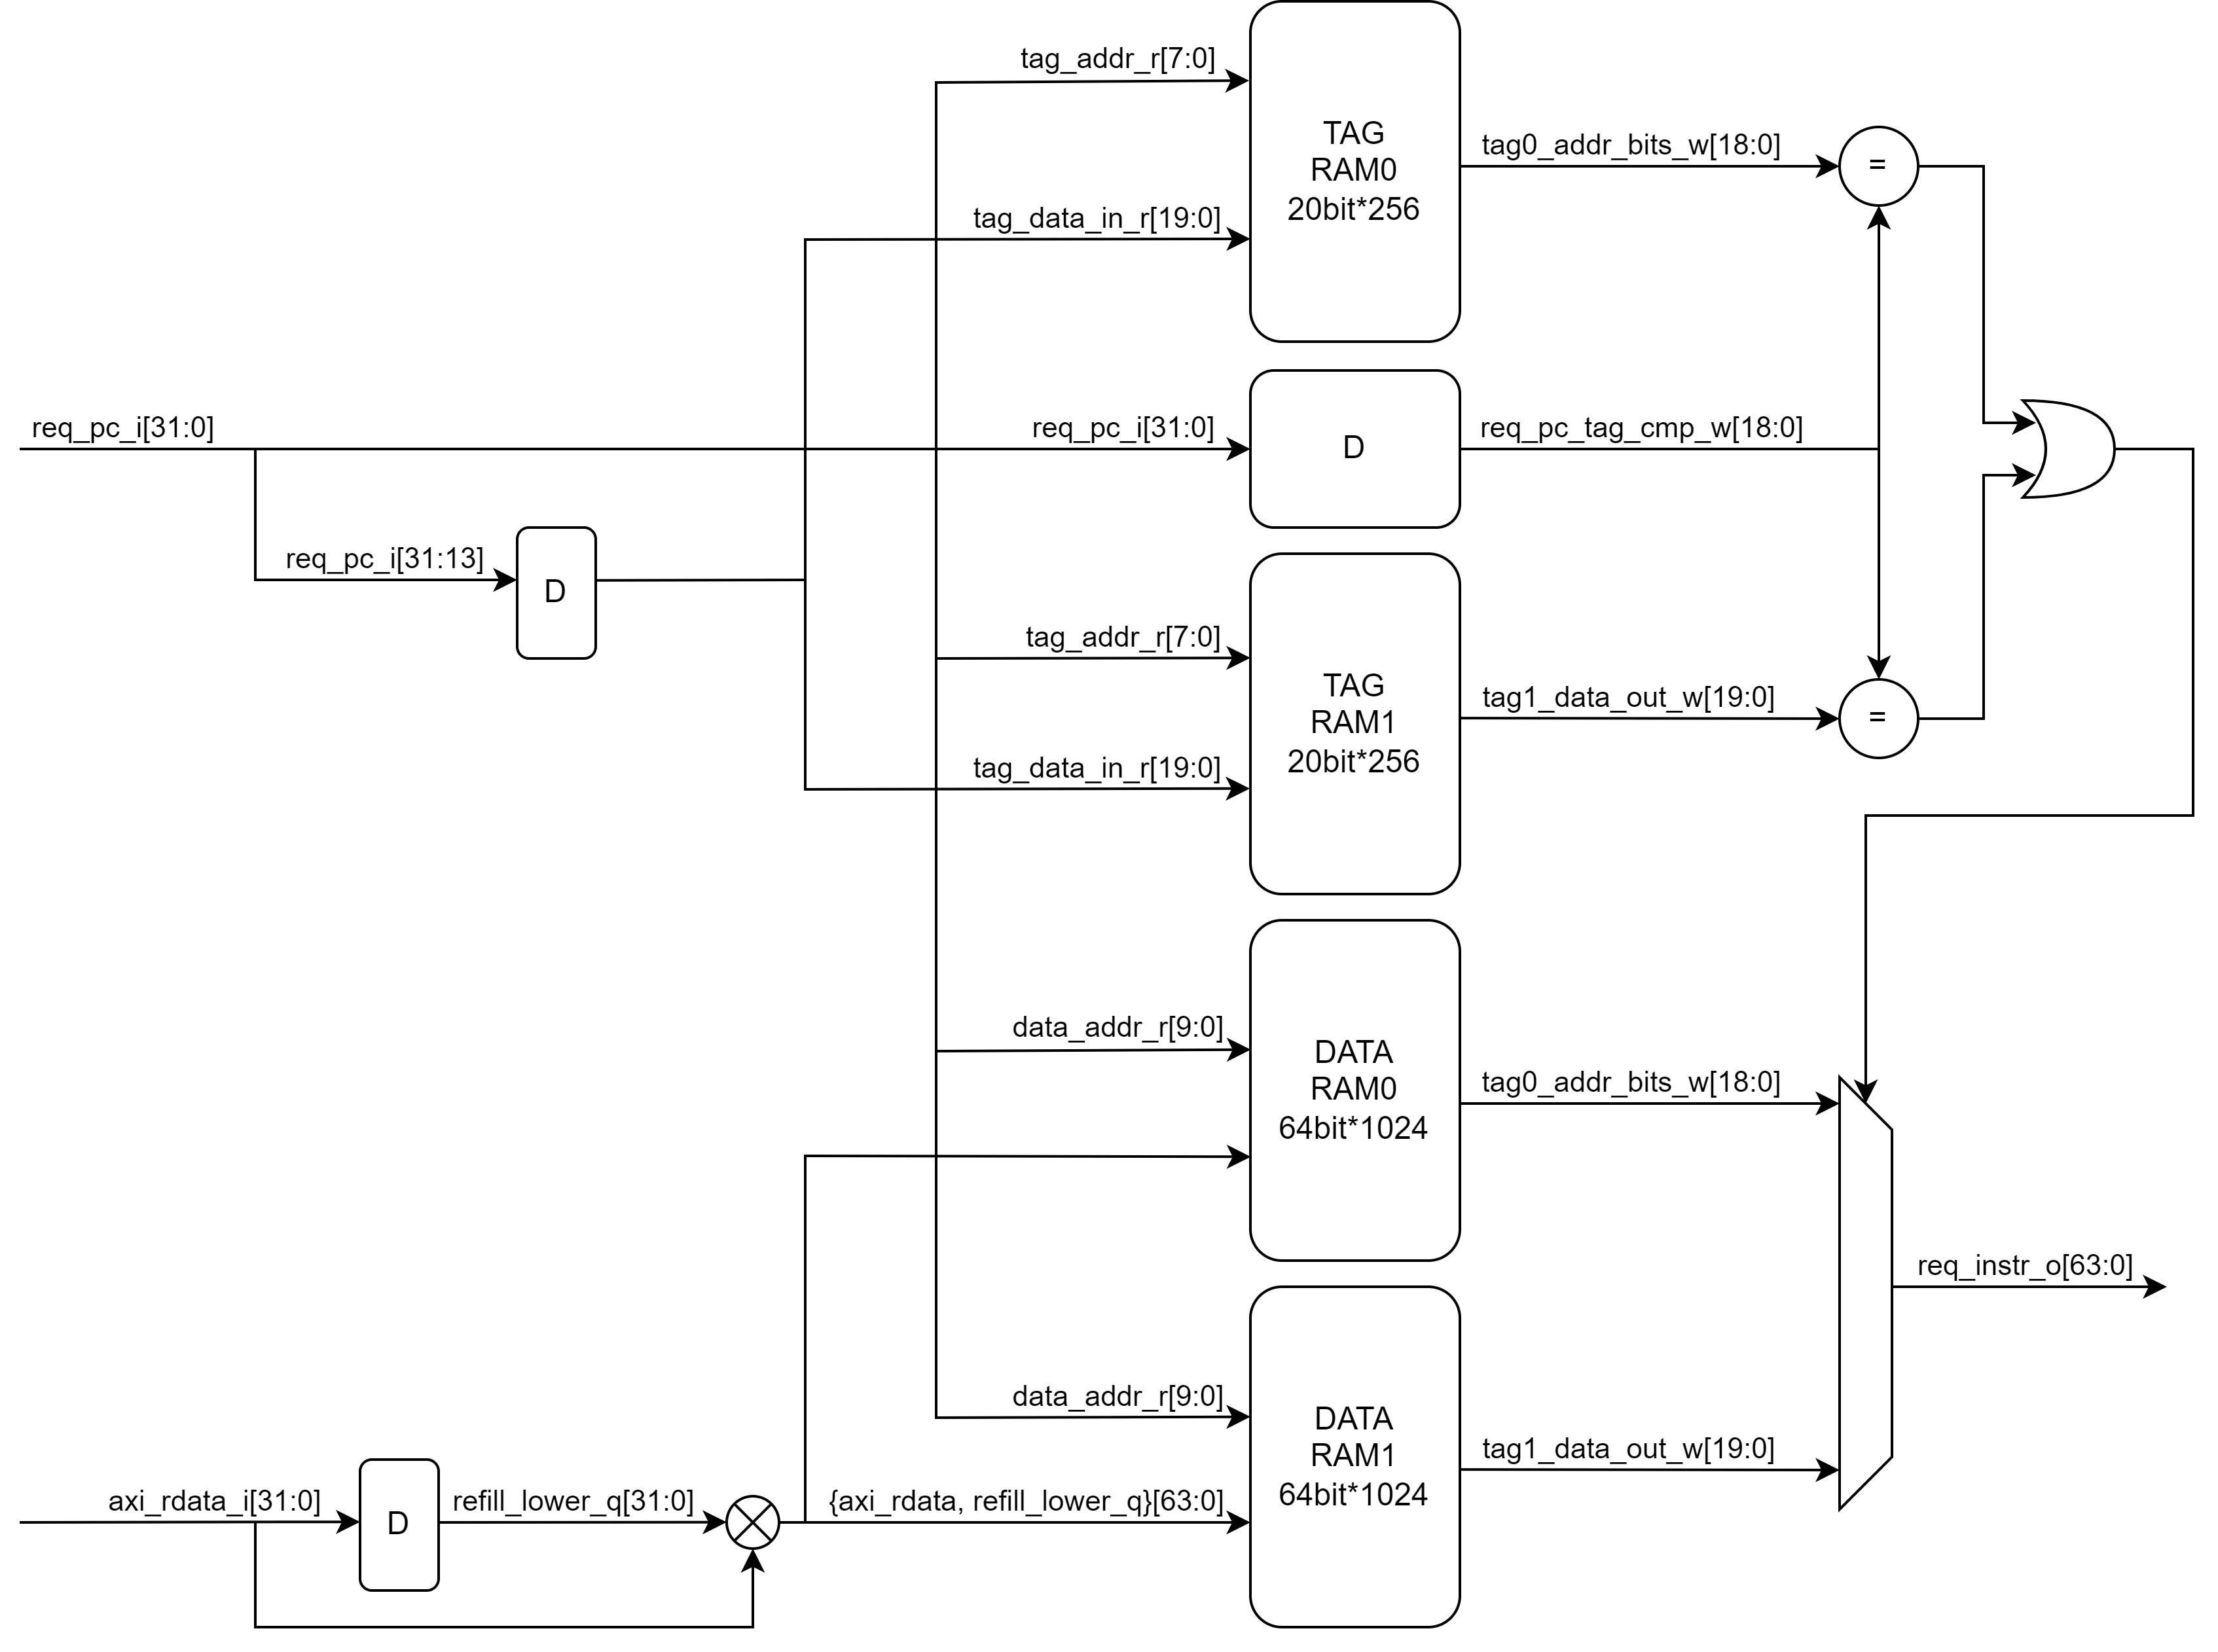 tag_addr_r[7:0]
TAG
RAM0
20bit*256
tag0_addr_bits_w[18:0]
=
tag_data_in_r[19:0]
req_pc_i[31:0]
req_pc_i[31:0]
D
req_pc_tag_cmp_w[18:0]
req_pc_i[31:13]
D
tag_addr_r[7:0]
TAG
RAM1
20bit*256
tag1_data_out_w[19:0]
=
tag_data_in_r[19:0]
data_addr_r[9:0]
DATA
RAM0
64bit*1024
tag0_addr_bits_w[18:0]
req_instr_o[63:0]
data_addr_r[9:0]
DATA
RAM1
64bit*1024
tag1_data_out_w[19:0]
axi_rdata_i[31:0]
D
refill_lower_q[31:0]
{axi_rdata, refill_lower_q}[63:0]